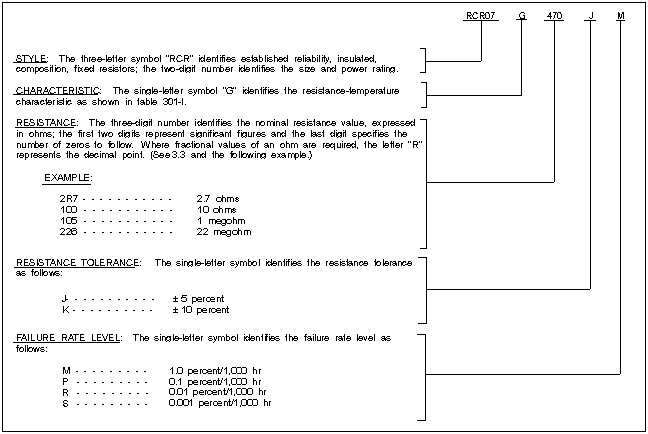 RCR07 G 470 J M
STYLE: The three-letter symbol "RCR" identifies established reliability, insulated,
composition, fixed resistors; the two-digit number identifies the size and power rating.
CHARACTERISTIC: The single-letter symbol "G" identifies the resistance-temperature
characteristic as shown in table 301-I.
RESISTANCE: The three-digit number identifies the nominal resistance value, expressed
in ohms; the first two digits represent significant figures and the last digit specifies the
number of zeros to follow. Where fractional values of an ohm are required, the letter "R"
represents the decimal point. (See 3.3 and the following example.)
EXAMPLE:
2R7 - - - - - - - - - - - 2.7 ohms
100 - - - - - - - - - - - 10 ohms
105 - - - - - - - - - - - 1 megohm
226 - - - - - - - - - - - 22 megohm
RESISTANCE TOLERANCE: The single-letter symbol identifies the resistance tolerance
as follows:
J- - - - - - - - - - - ± 5 percent
K - - - - - - - - - - ± 10 percent
FAILURE RATE LEVEL: The single-letter symbol identifies the failure rate level as
follows:
M - - - - - - - - - 1.0 percent/1,000 hr
P - - - - - - - - - 0.1 percent/1,000 hr
R - - - - - - - - - 0.01 percent/1,000 hr
S - - - - - - - - - 0.001 percent/1,000 hr